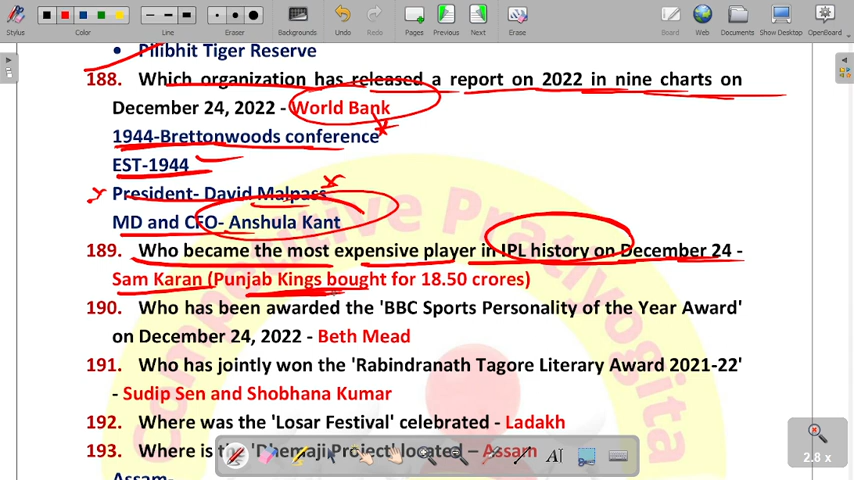 Stylus Colors Line Eraser Backgrounds Undo Redo Pages Previous Next Erase Board Web Documents Show Desktop OpenBoard
• Pilibhit Tiger Reserve
188. Which organization has released a report on 2022 in nine charts on
December 24, 2022 - World Bank
1944-Brettonwoods conference
EST-1944
President- David Malpass
MD and CFO- Anshula Kant
189. Who became the most expensive player in IPL history on December 24 -
Sam Karan (Punjab Kings bought for 18.50 crores)
190. Who has been awarded the 'BBC Sports Personality of the Year Award'
on December 24, 2022 - Beth Mead
191. Who has jointly won the 'Rabindranath Tagore Literary Award 2021-22'
- Sudip Sen and Shobhana Kumar
192. Where was the 'Losar Festival' celebrated - Ladakh
193. Where is the 'Dhemaji Project' located – Assam
Assam-
Competitive Pratiyogita
2.8 x